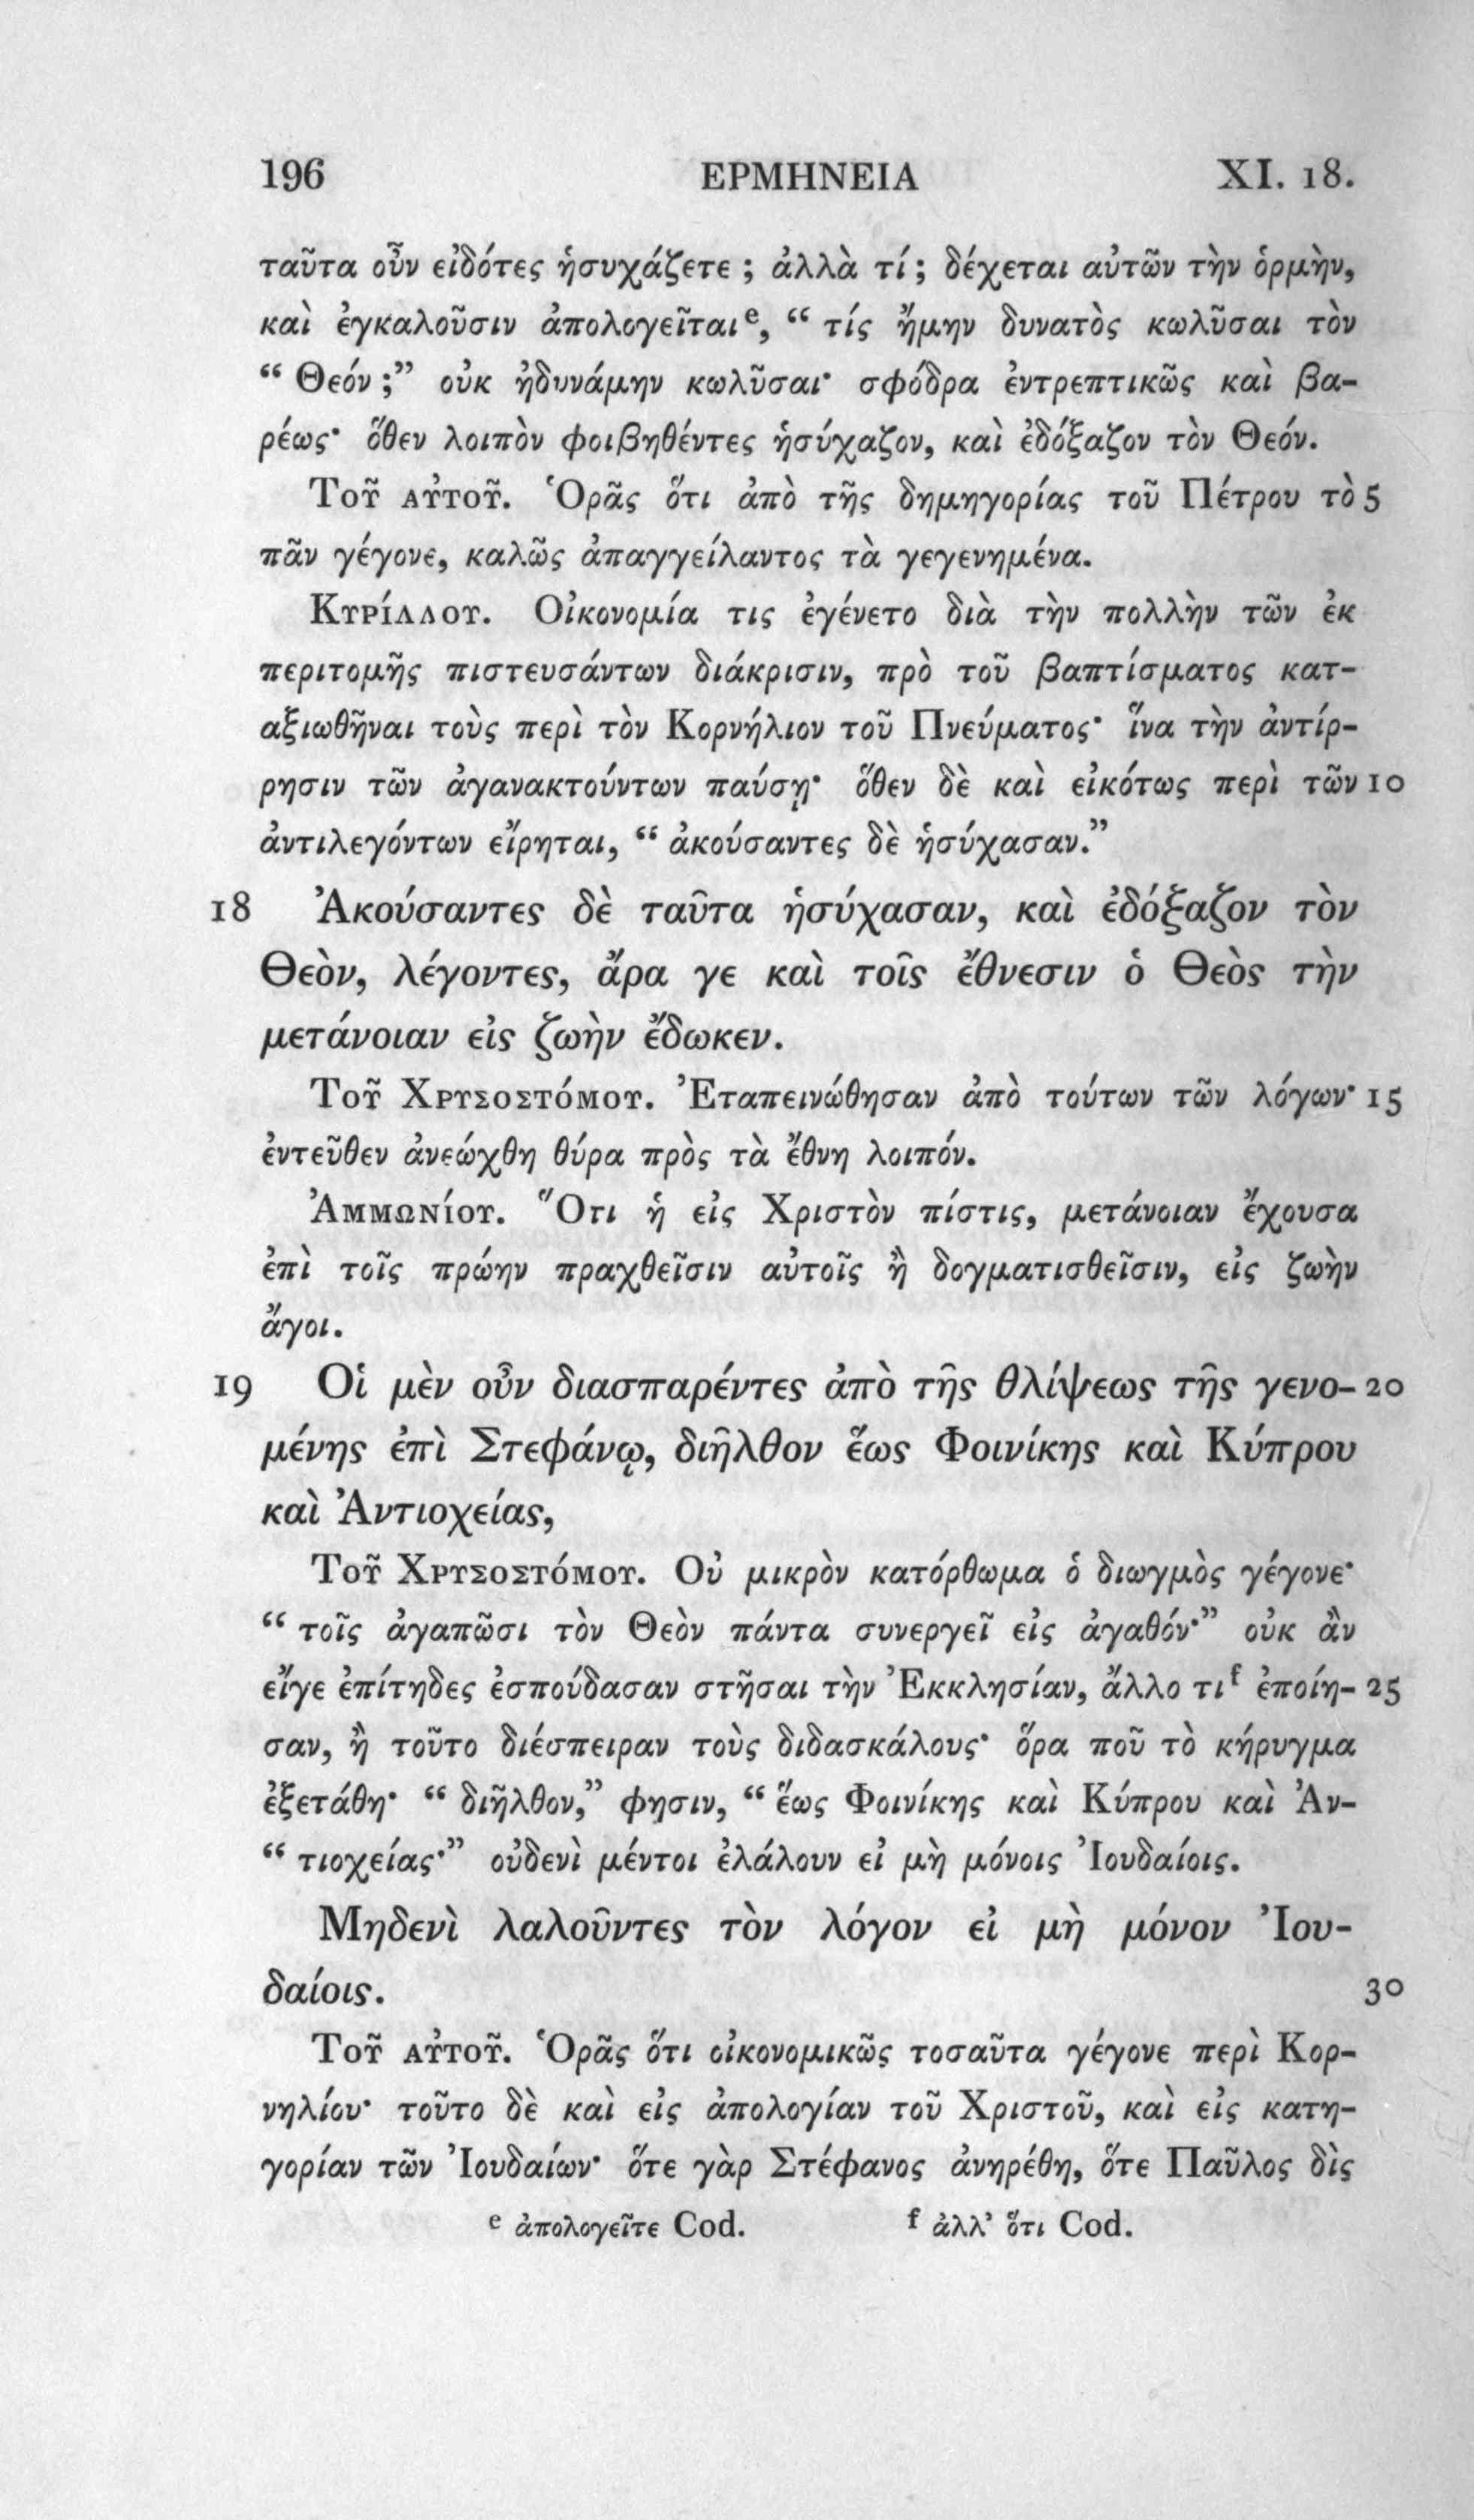 196 ΕΡΜΗΝΕΙΑ XI. 18.
ταῦτα οὖν εἰδότες ἡσυχάζετε ; ἀλλὰ τί ; δέχεται αὐτῶν τὴν ὁρμὴν,
καὶ ἐγκαλοῦσιν ἀπολογεῖται e, “ τίς ἤμην δυνατὸς κωλῦσαι τὸν
“ Θεόν ;” οὐκ ἠδυνάμην κωλῦσαι· σφόδρα ἐντρεπτικῶς καὶ βα-
ρέως· ὅθεν λοιπὸν φοιβηθέντες ἡσύχαζον, καὶ ἐδόξαζον τὸν Θεόν.
Τοῦ αὐτοῦ. Ὁρᾶς ὅτι ἀπὸ τῆς δημηγορίας τοῦ Πέτρου τὸ 5
πᾶν γέγονε, καλῶς ἀπαγγείλαντος τὰ γεγενημένα.
Κυρίλλου. Οἰκονομία τις ἐγένετο διὰ τὴν πολλὴν τῶν ἐκ
περιτομῆς πιστευσάντων διάκρισιν, πρὸ τοῦ βαπτίσματος κατ-
αξιωθῆναι τοὺς περὶ τὸν Κορνήλιον τοῦ Πνεύματος· ἵνα τὴν ἀντίρ-
ρησιν τῶν ἀγανακτούντων παύσῃ· ὅθεν δὲ καὶ εἰκότως περὶ τῶν 10
ἀντιλεγόντων εἴρηται, “ ἀκούσαντες δὲ ἡσύχασαν.”
18 Ἀκούσαντες δὲ ταῦτα ἡσύχασαν, καὶ ἐδόξαζον τὸν
Θεὸν, λέγοντες, ἄρα γε καὶ τοῖς ἔθνεσιν ὁ Θεὸς τὴν
μετάνοιαν εἰς ζωὴν ἔδωκεν.
Τοῦ Χρυσοστόμου. Ἐταπεινώθησαν ἀπὸ τούτων τῶν λόγων· 15
ἐντεῦθεν ἀνεώχθη θύρα πρὸς τὰ ἔθνη λοιπόν.
Ἀμμωνίου. Ὅτι ἡ εἰς Χριστὸν πίστις, μετάνοιαν ἔχουσα
ἐπὶ τοῖς πρώην πραχθεῖσιν αὐτοῖς ἢ δογματισθεῖσιν, εἰς ζωὴν
ἄγοι.
19 Οἱ μὲν οὖν διασπαρέντες ἀπὸ τῆς θλίψεως τῆς γενο- 20
μένης ἐπὶ Στεφάνῳ, διῆλθον ἕως Φοινίκης καὶ Κύπρου
καὶ Ἀντιοχείας,
Τοῦ Χρυσοστόμου. Οὐ μικρὸν κατόρθωμα ὁ διωγμὸς γέγονε·
“ τοῖς ἀγαπῶσι τὸν Θεὸν πάντα συνεργεῖ εἰς ἀγαθόν·” οὐκ ἂν
εἴγε ἐπίτηδες ἐσπούδασαν στῆσαι τὴν Ἐκκλησίαν, ἄλλο τι f ἐποίη- 25
σαν, ἢ τοῦτο διέσπειραν τοὺς διδασκάλους· ὅρα ποῦ τὸ κήρυγμα
ἐξετάθη· “ διῆλθον,” φησιν, “ ἕως Φοινίκης καὶ Κύπρου καὶ Ἀν-
“ τιοχείας·” οὐδενὶ μέντοι ἐλάλουν εἰ μὴ μόνοις Ἰουδαίοις.
Μηδενὶ λαλοῦντες τὸν λόγον εἰ μὴ μόνον Ἰου-
δαίοις. 30
Τοῦ αὐτοῦ. Ὁρᾶς ὅτι οἰκονομικῶς τοσαῦτα γέγονε περὶ Κορ-
νηλίου· τοῦτο δὲ καὶ εἰς ἀπολογίαν τοῦ Χριστοῦ, καὶ εἰς κατη-
γορίαν τῶν Ἰουδαίων· ὅτε γὰρ Στέφανος ἀνηρέθη, ὅτε Παῦλος δὶς
e ἀπολογεῖτε Cod. f ἀλλ’ ὅτι Cod.